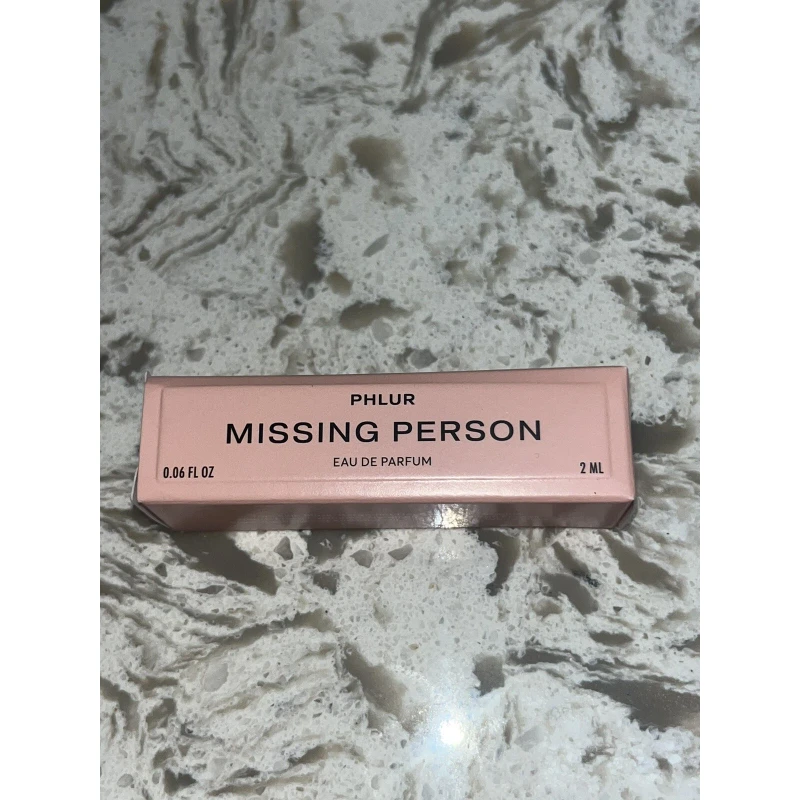 PHLUR
MISSING PERSON
EAU DE PARFUM
0.06 FL OZ 2 ML